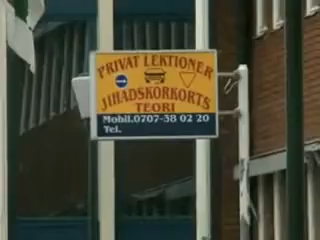 PRIVAT LEKTIONER
JIHADSKORKORTS
TEORI
Mobil.0707-38 02 20
Tel.